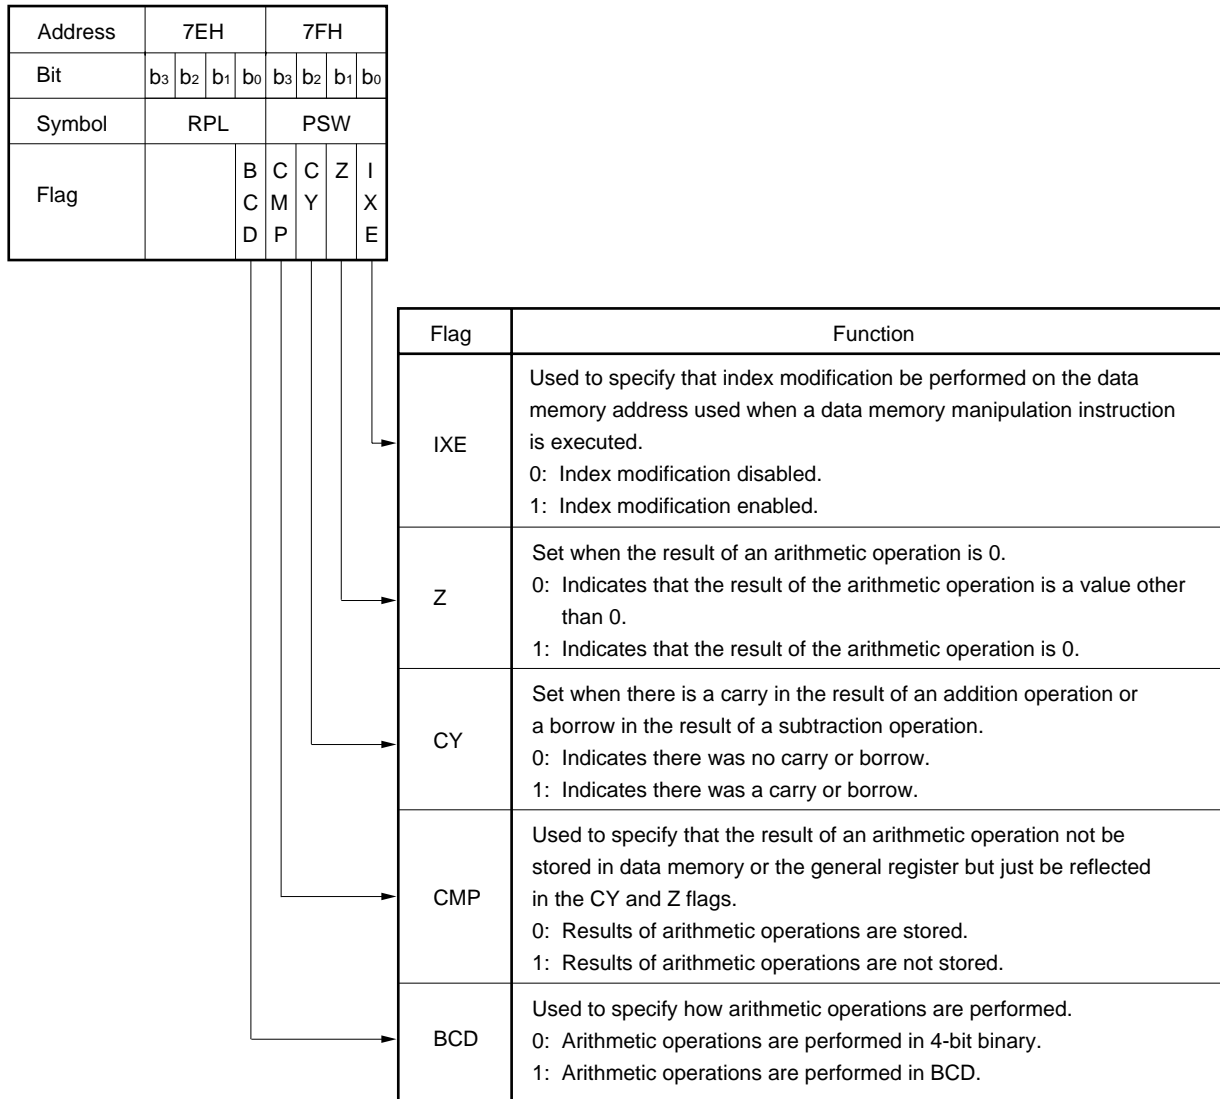 Address 7EH 7FH
Bit b3 b2 b1 b0 b3 b2 b1 b0
Symbol RPL PSW
Flag BCD CMP CY Z IXE
Flag Function
IXE
Used to specify that index modification be performed on the data
memory address used when a data memory manipulation instruction
is executed.
0: Index modification disabled.
1: Index modification enabled.
Z
Set when the result of an arithmetic operation is 0.
0: Indicates that the result of the arithmetic operation is a value other
than 0.
1: Indicates that the result of the arithmetic operation is 0.
CY
Set when there is a carry in the result of an addition operation or
a borrow in the result of a subtraction operation.
0: Indicates there was no carry or borrow.
1: Indicates there was a carry or borrow.
CMP
Used to specify that the result of an arithmetic operation not be
stored in data memory or the general register but just be reflected
in the CY and Z flags.
0: Results of arithmetic operations are stored.
1: Results of arithmetic operations are not stored.
BCD
Used to specify how arithmetic operations are performed.
0: Arithmetic operations are performed in 4-bit binary.
1: Arithmetic operations are performed in BCD.